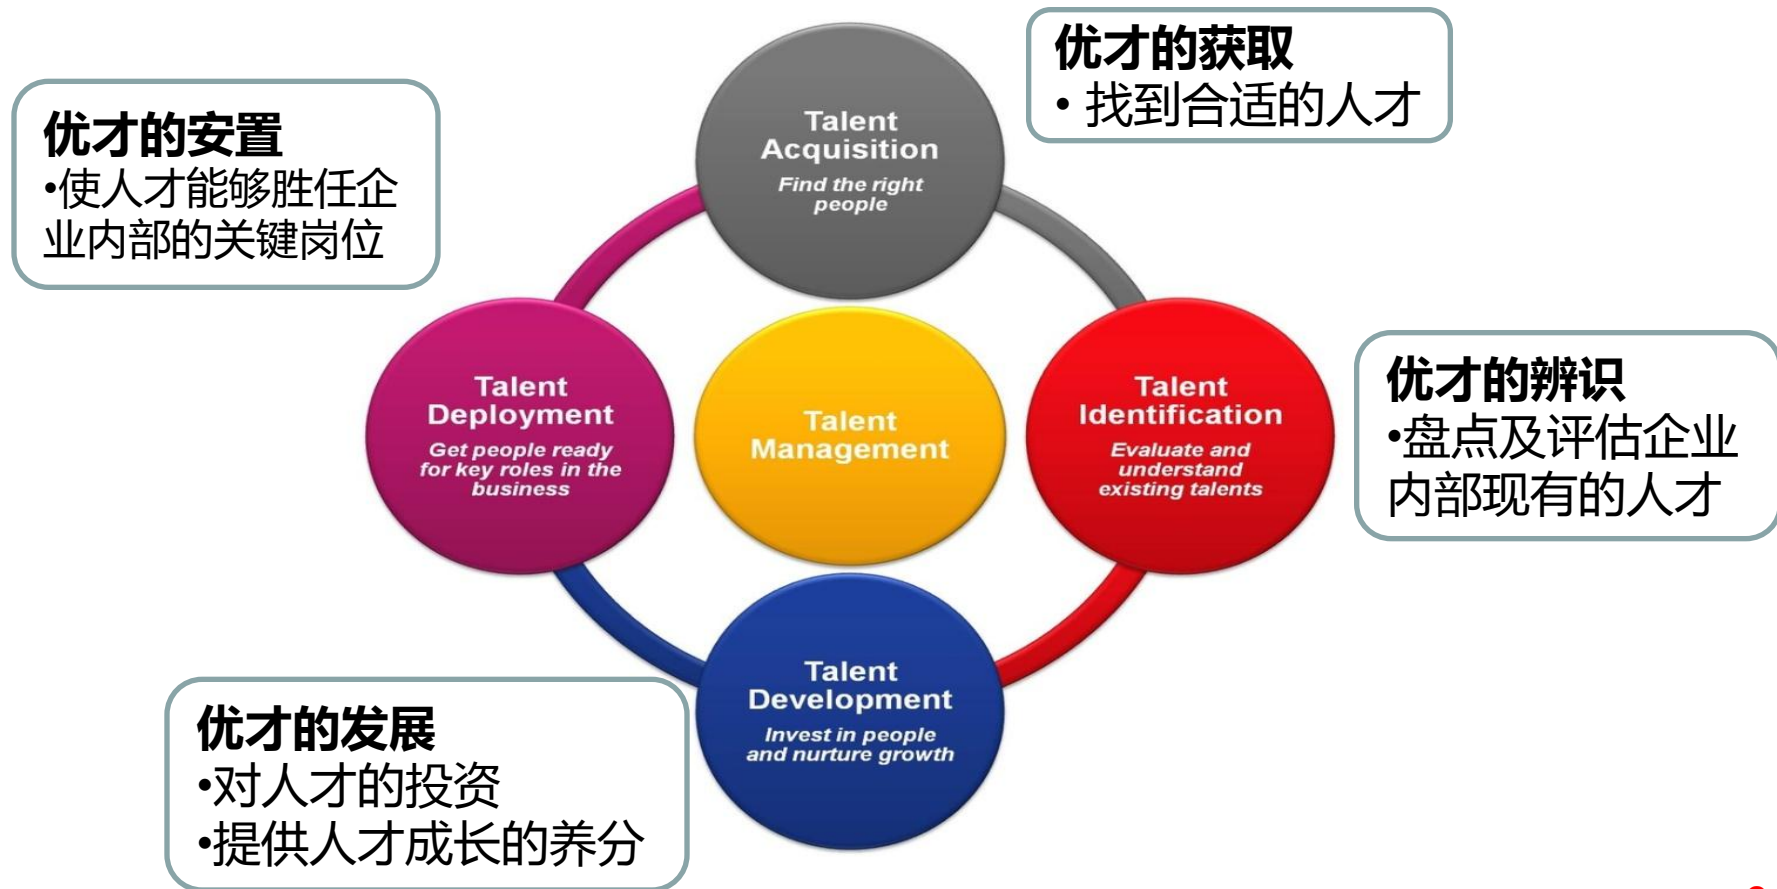 优才的获取
• 找到合适的人才
优才的安置
•使人才能够胜任企
业内部的关键岗位
Talent
Acquisition
Find the right
people
Talent
Deployment
Get people ready
for key roles in the
business
Talent
Management
Talent
Identification
Evaluate and
understand
existing talents
优才的辨识
•盘点及评估企业
内部现有的人才
Talent
Development
Invest in people
and nurture growth
优才的发展
•对人才的投资
•提供人才成长的养分